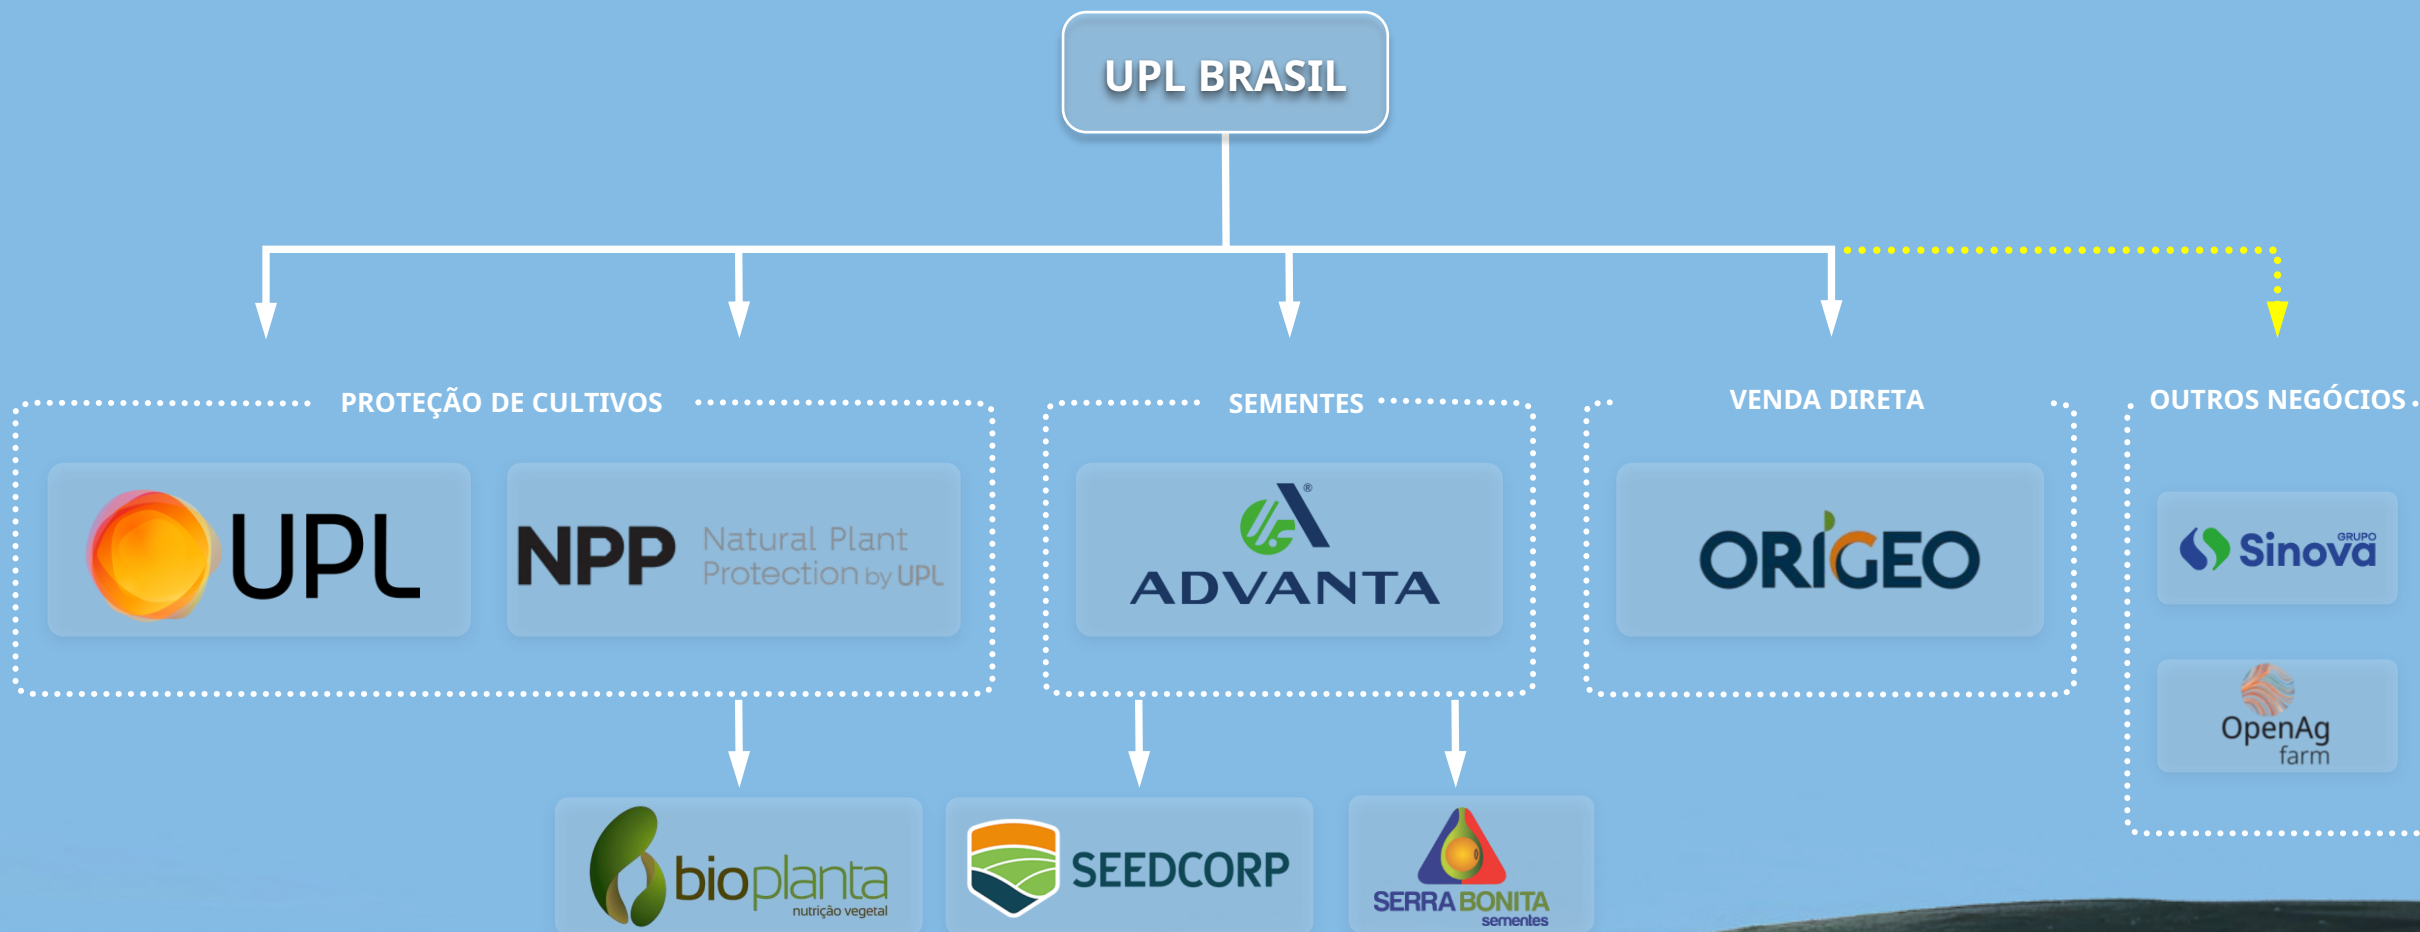 UPL BRASIL
PROTEÇÃO DE CULTIVOS
SEMENTES
VENDA DIRETA
OUTROS NEGÓCIOS
UPL
NPP Natural Plant
Protection by UPL
®
ADVANTA
ORÍGEO
GRUPO
Sinova
OpenAg
farm
bioplanta
nutrição vegetal
SEEDCORP
SERRA BONITA
sementes